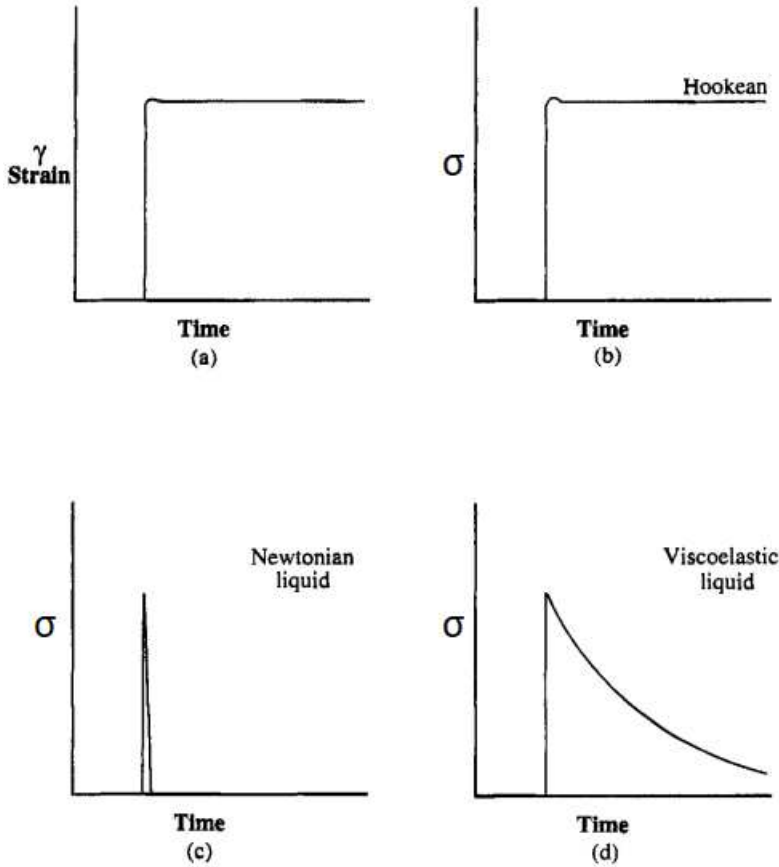 γ
Strain
Time
(a)
Hookean
σ
Time
(b)
Newtonian
liquid
σ
Time
(c)
Viscoelastic
liquid
σ
Time
(d)